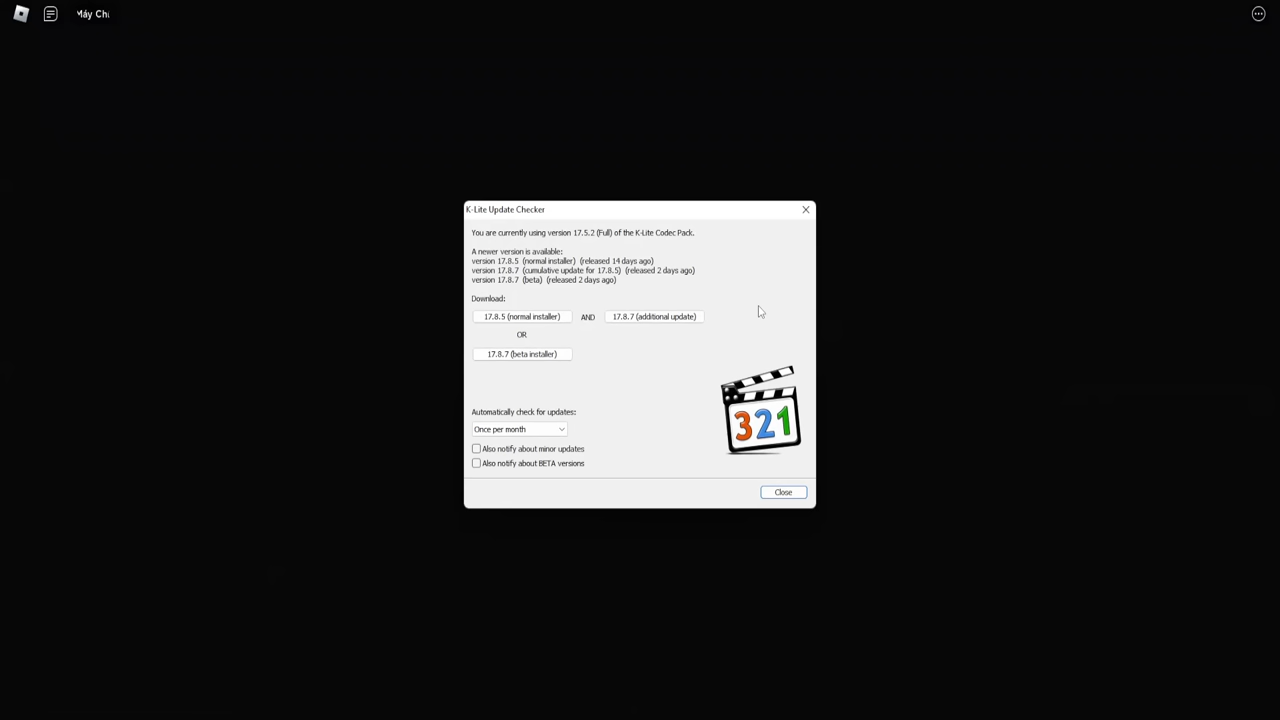 Máy Chi
K-Lite Update Checker
You are currently using version 17.5.2 (Full) of the K-Lite Codec Pack.
A newer version is available:
version 17.8.5 (normal installer) (released 14 days ago)
version 17.8.7 (cumulative update for 17.8.5) (released 2 days ago)
version 17.8.7 (beta) (released 2 days ago)
Download:
17.8.5 (normal installer) AND 17.8.7 (additional update)
OR
17.8.7 (beta installer)
321
Automatically check for updates:
Once per month
Also notify about minor updates
Also notify about BETA versions
Close